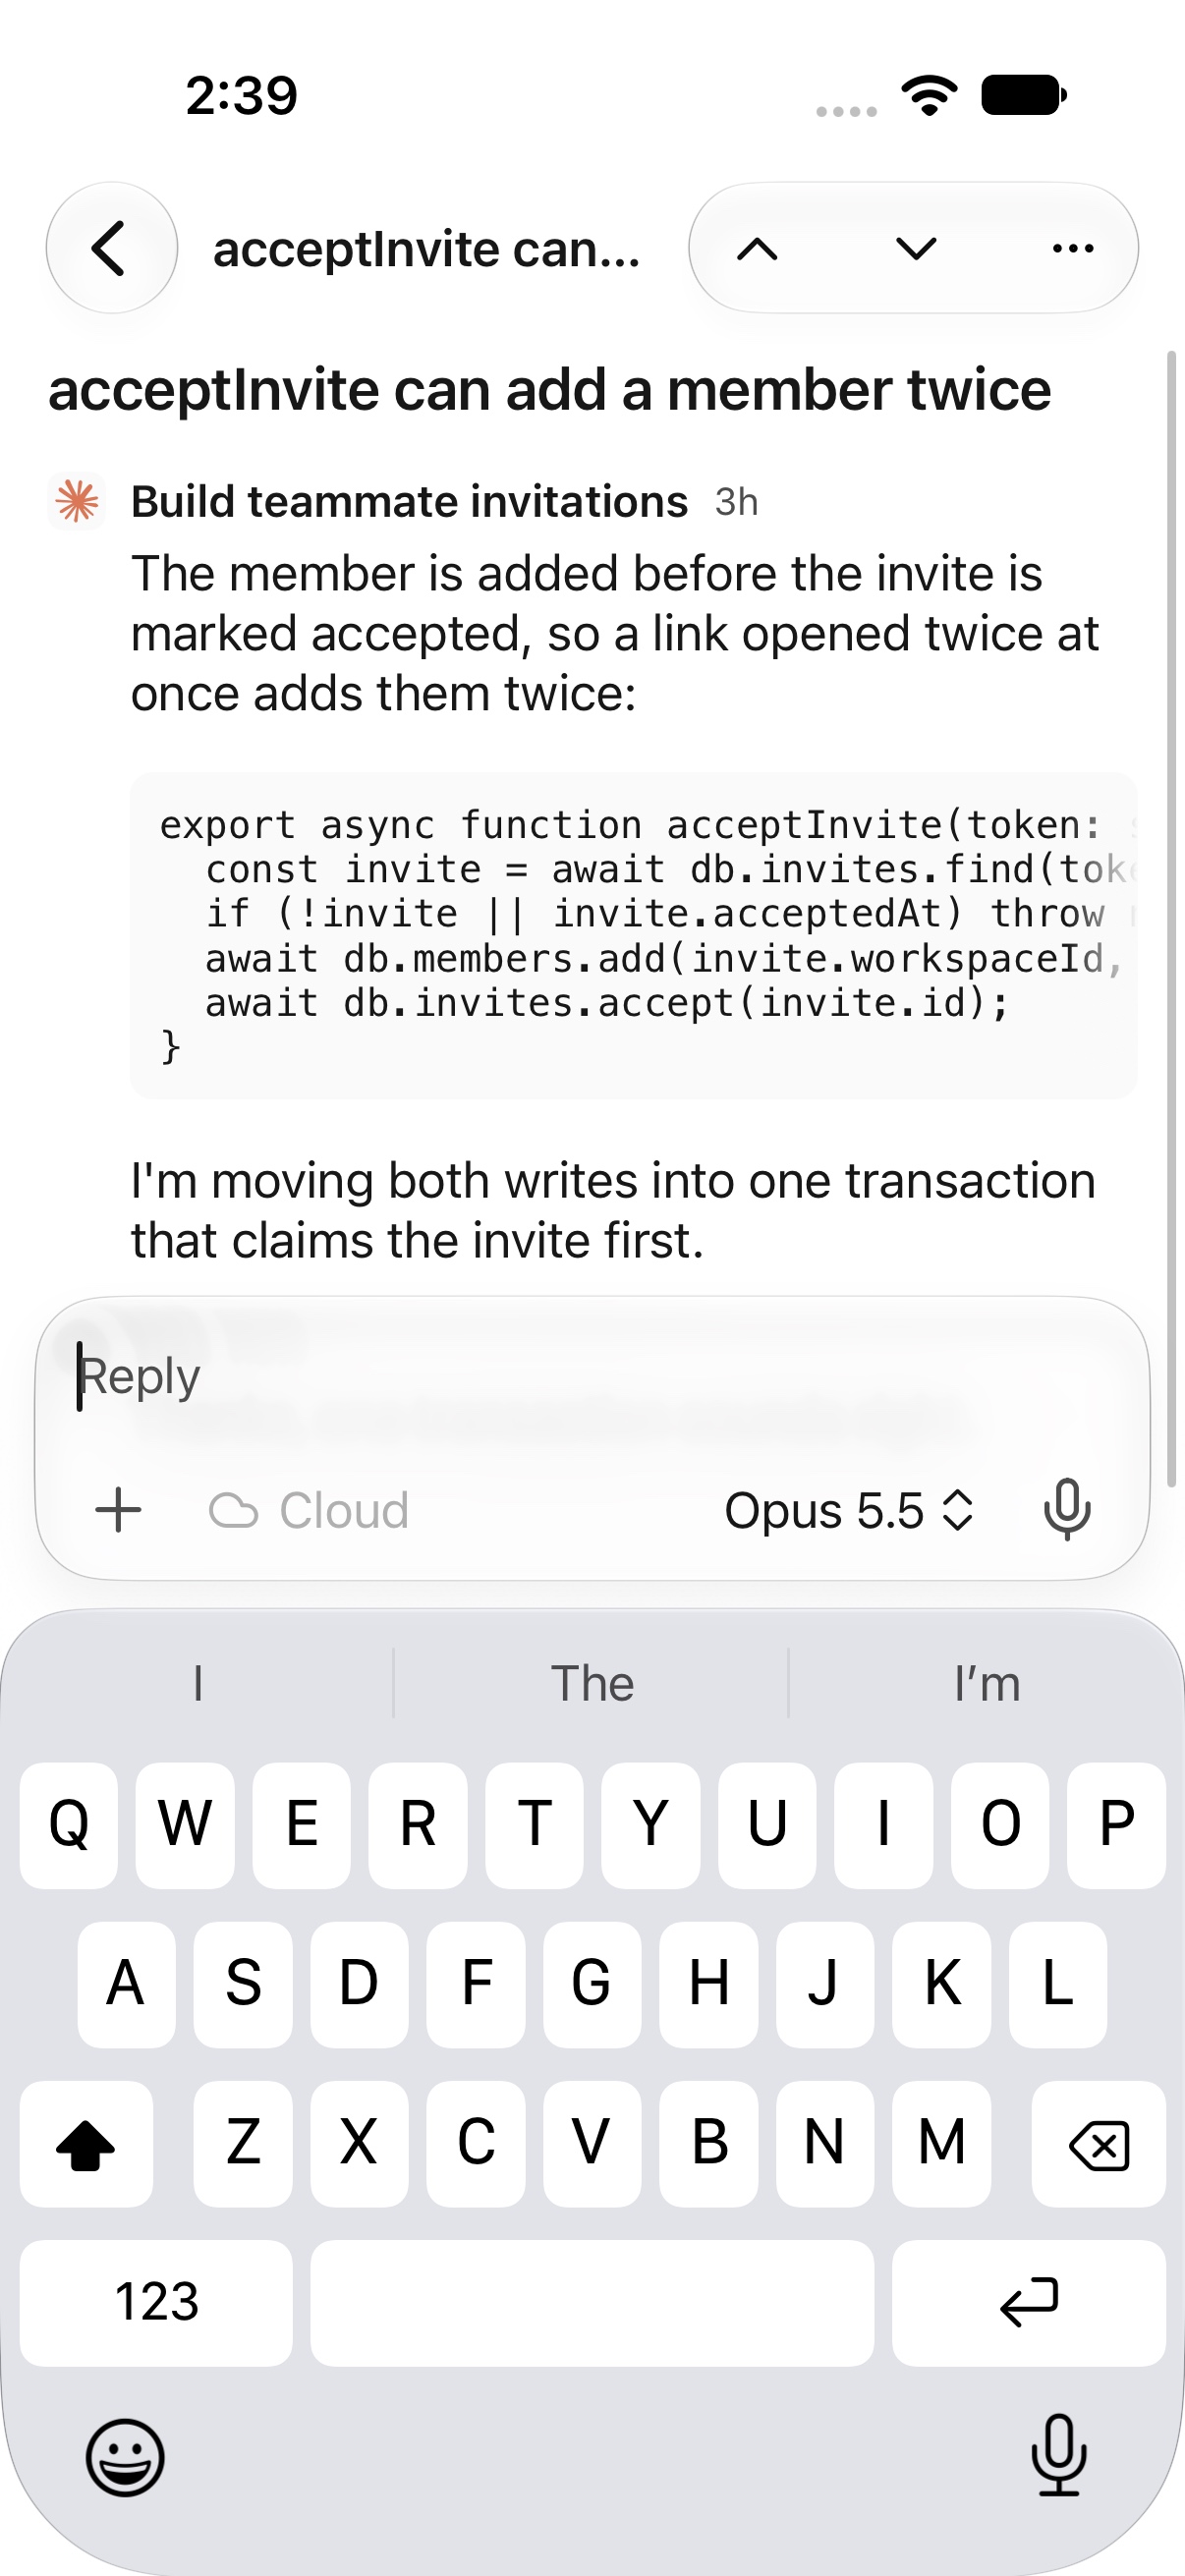 2:39
acceptInvite can...
acceptInvite can add a member twice
Build teammate invitations 3h
The member is added before the invite is
marked accepted, so a link opened twice at
once adds them twice:
export async function acceptInvite(token:
const invite = await db.invites.find(toke
if (!invite || invite.acceptedAt) throw
await db.members.add(invite.workspaceId,
await db.invites.accept(invite.id);
}
I'm moving both writes into one transaction
that claims the invite first.
Reply
Cloud Opus 5.5
I The I’m
Q W E R T Y U I O P
A S D F G H J K L
Z X C V B N M
123